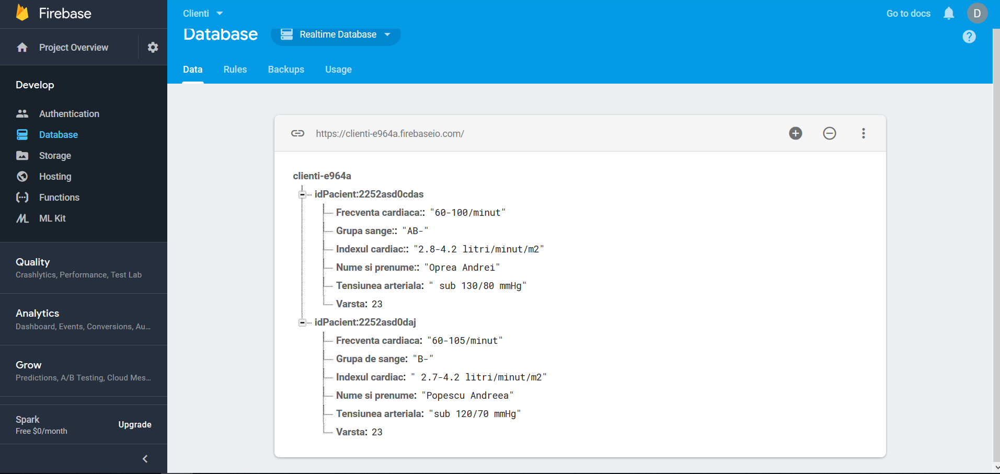 Firebase
Project Overview
Develop
Authentication
Database
Storage
Hosting
Functions
ML Kit
Quality
Crashlytics, Performance, Test Lab
Analytics
Dashboard, Events, Conversions, Au...
Grow
Predictions, A/B Testing, Cloud Mes...
Spark
Free $0/month
Upgrade
Clienti
Go to docs
D
Database
Realtime Database
?
Data Rules Backups Usage
https://clienti-e964a.firebaseio.com/
clienti-e964a
idPacient:2252asd0cdas
Frecventa cardiaca:: "60-100/minut"
Grupa sange:: "AB-"
Indexul cardiac:: "2.8-4.2 litri/minut/m2"
Nume si prenume:: "Oprea Andrei"
Tensiunea arteriala: " sub 130/80 mmHg"
Varsta: 23
idPacient:2252asd0daj
Frecventa cardiaca: "60-105/minut"
Grupa de sange: "B-"
Indexul cardiac: " 2.7-4.2 litri/minut/m2"
Nume si prenume: "Popescu Andreea"
Tensiunea arteriala: "sub 120/70 mmHg"
Varsta: 23